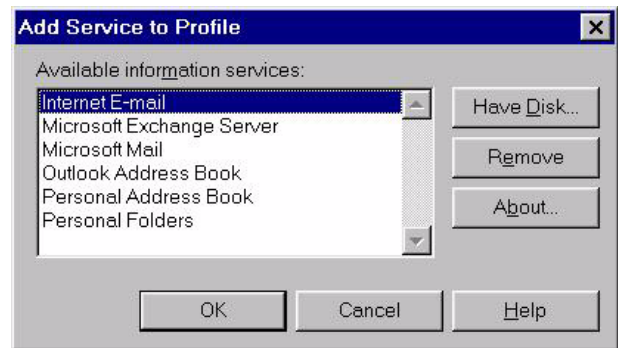 Add Service to Profile
Available information services:
Internet E-mail
Microsoft Exchange Server
Microsoft Mail
Outlook Address Book
Personal Address Book
Personal Folders
Have Disk...
Remove
About...
OK
Cancel
Help